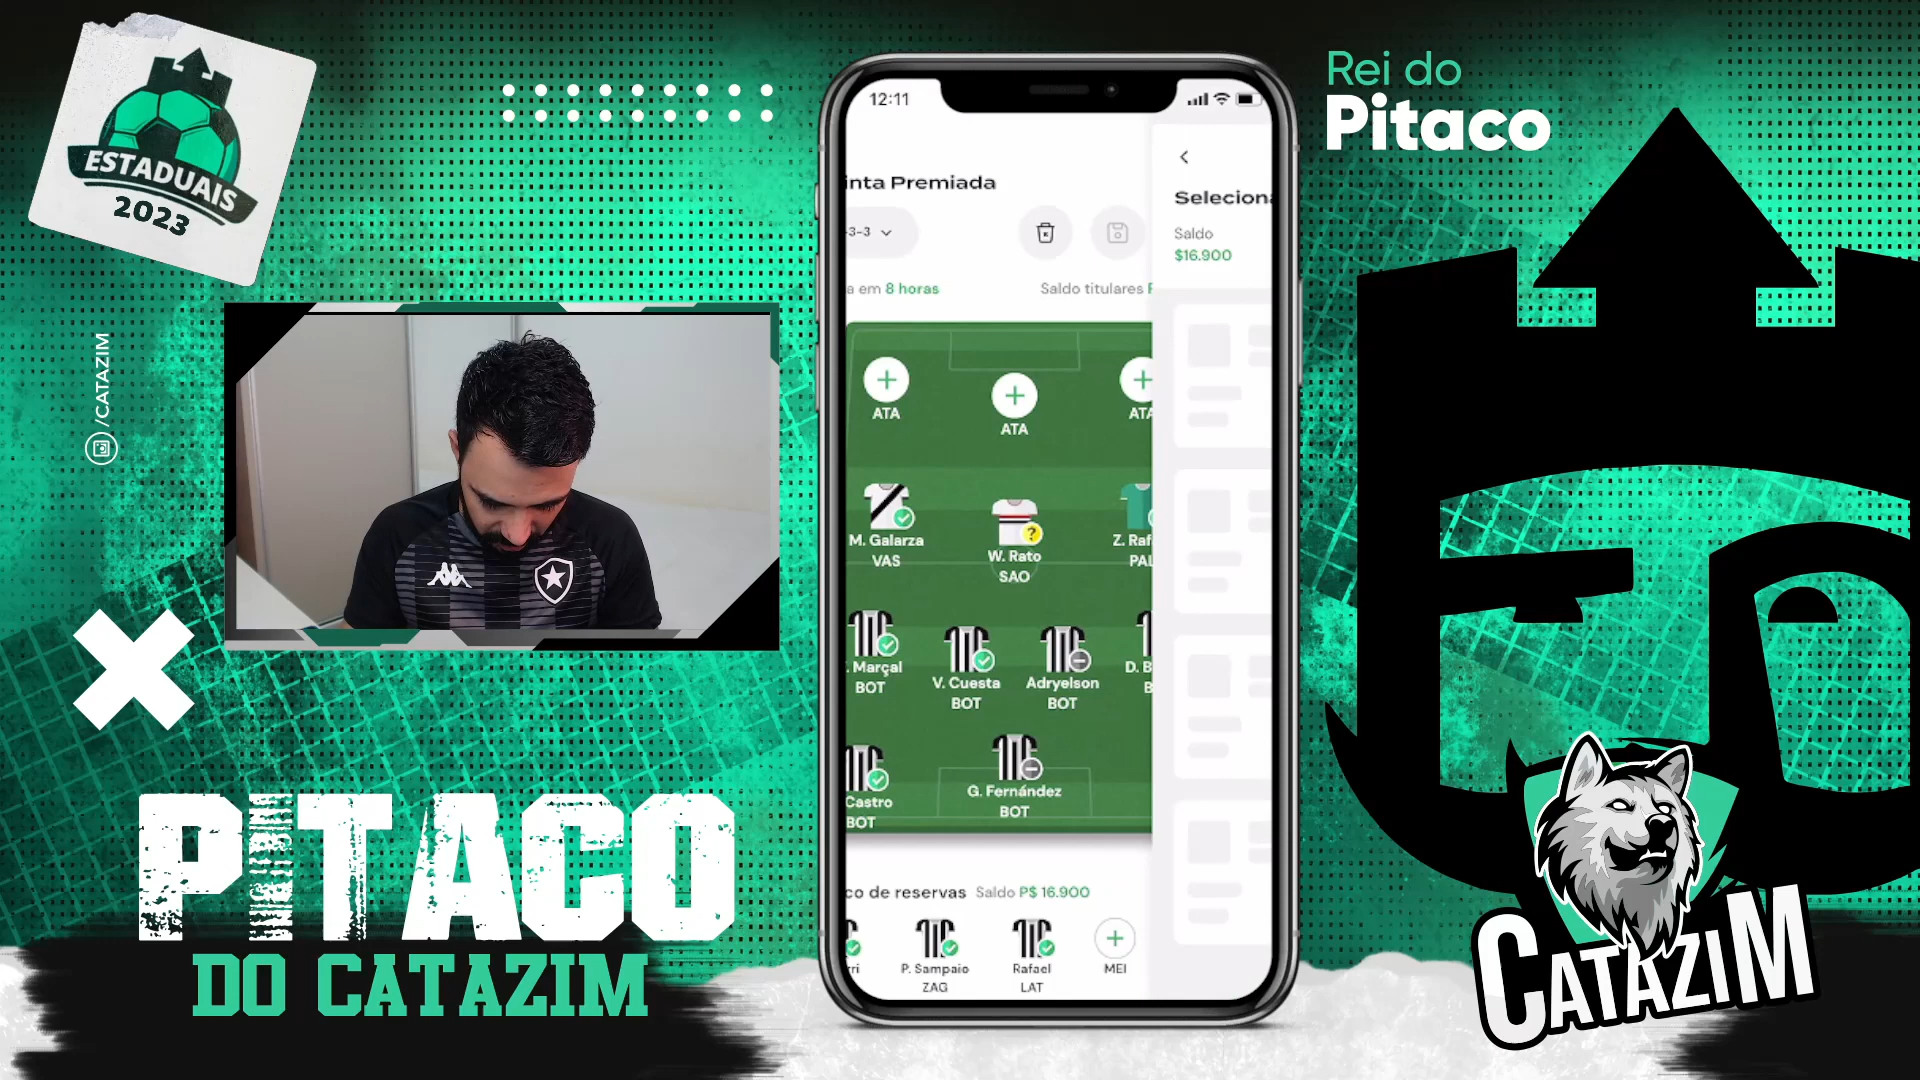 ESTADUAIS
2023
/CATAZIM
PITACO
DO CATAZIM
12:11
inta Premiada
-3-3
a em 8 horas
Saldo titulares
ATA
ATA
ATA
M. Galarza
VAS
W. Rato
SAO
?
Z. Raf
PAL
Marçal
BOT
V. Cuesta
BOT
Adryelson
BOT
D. B
B
Castro
BOT
G. Fernández
BOT
co de reservas Saldo P$ 16.900
rri
P. Sampaio
ZAG
Rafael
LAT
MEI
Seleciona
Saldo
$16.900
Rei do
Pitaco
CATAZIM